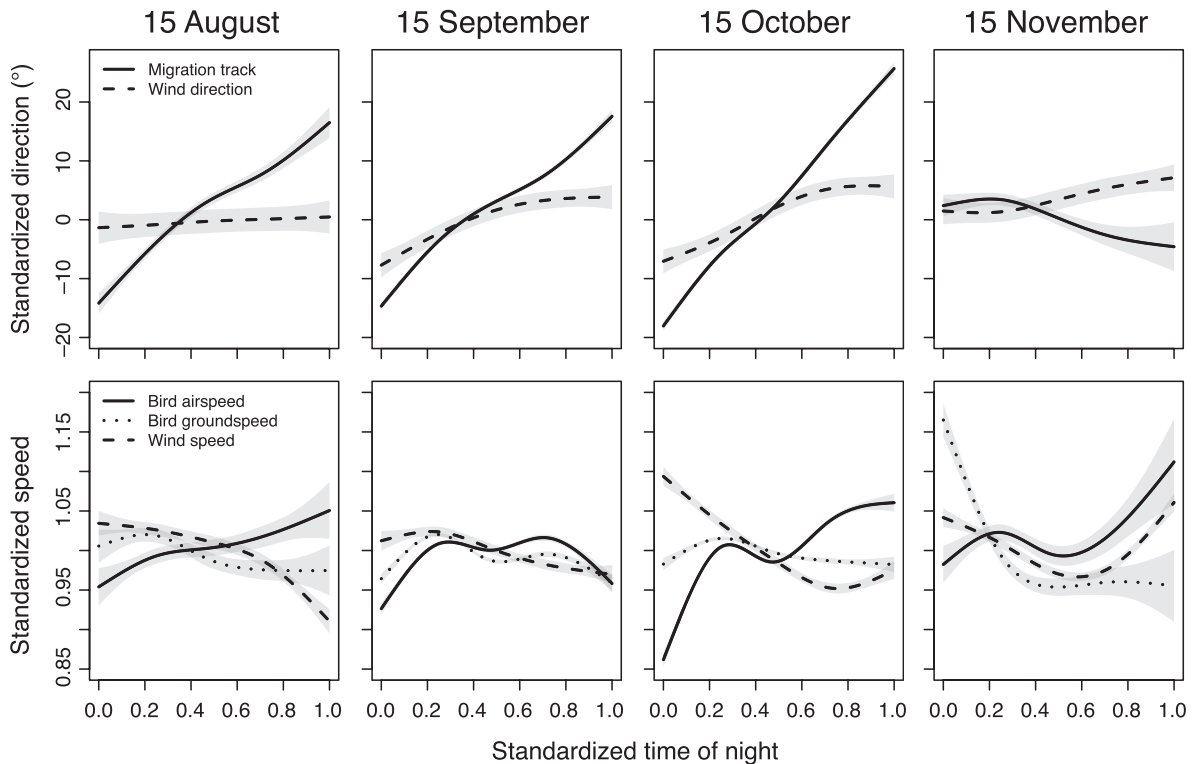 15 August
15 September
15 October
15 November
Standardized direction (°)
20
10
0
−10
−20
Migration track
Wind direction
Standardized speed
1.15
1.05
0.95
0.85
Bird airspeed
Bird groundspeed
Wind speed
0.0 0.2 0.4 0.6 0.8 1.0
0.0 0.2 0.4 0.6 0.8 1.0
0.0 0.2 0.4 0.6 0.8 1.0
0.0 0.2 0.4 0.6 0.8 1.0
Standardized time of night